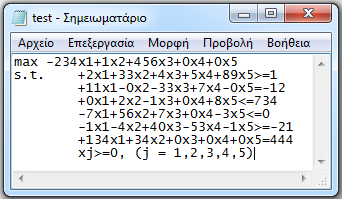 test - Σημειωματάριο
Αρχείο Επεξεργασία Μορφή Προβολή Βοήθεια
max -234x1+1x2+456x3+0x4+0x5
s.t. +2x1+33x2+4x3+5x4+89x5>=1
+11x1-0x2-33x3+7x4-0x5=-12
+0x1+2x2-1x3+0x4+8x5<=734
-7x1+56x2+7x3+0x4-3x5<=0
-1x1-4x2+40x3-53x4-1x5>=-21
+134x1+34x2+0x3+0x4+0x5=444
xj>=0, (j = 1,2,3,4,5)